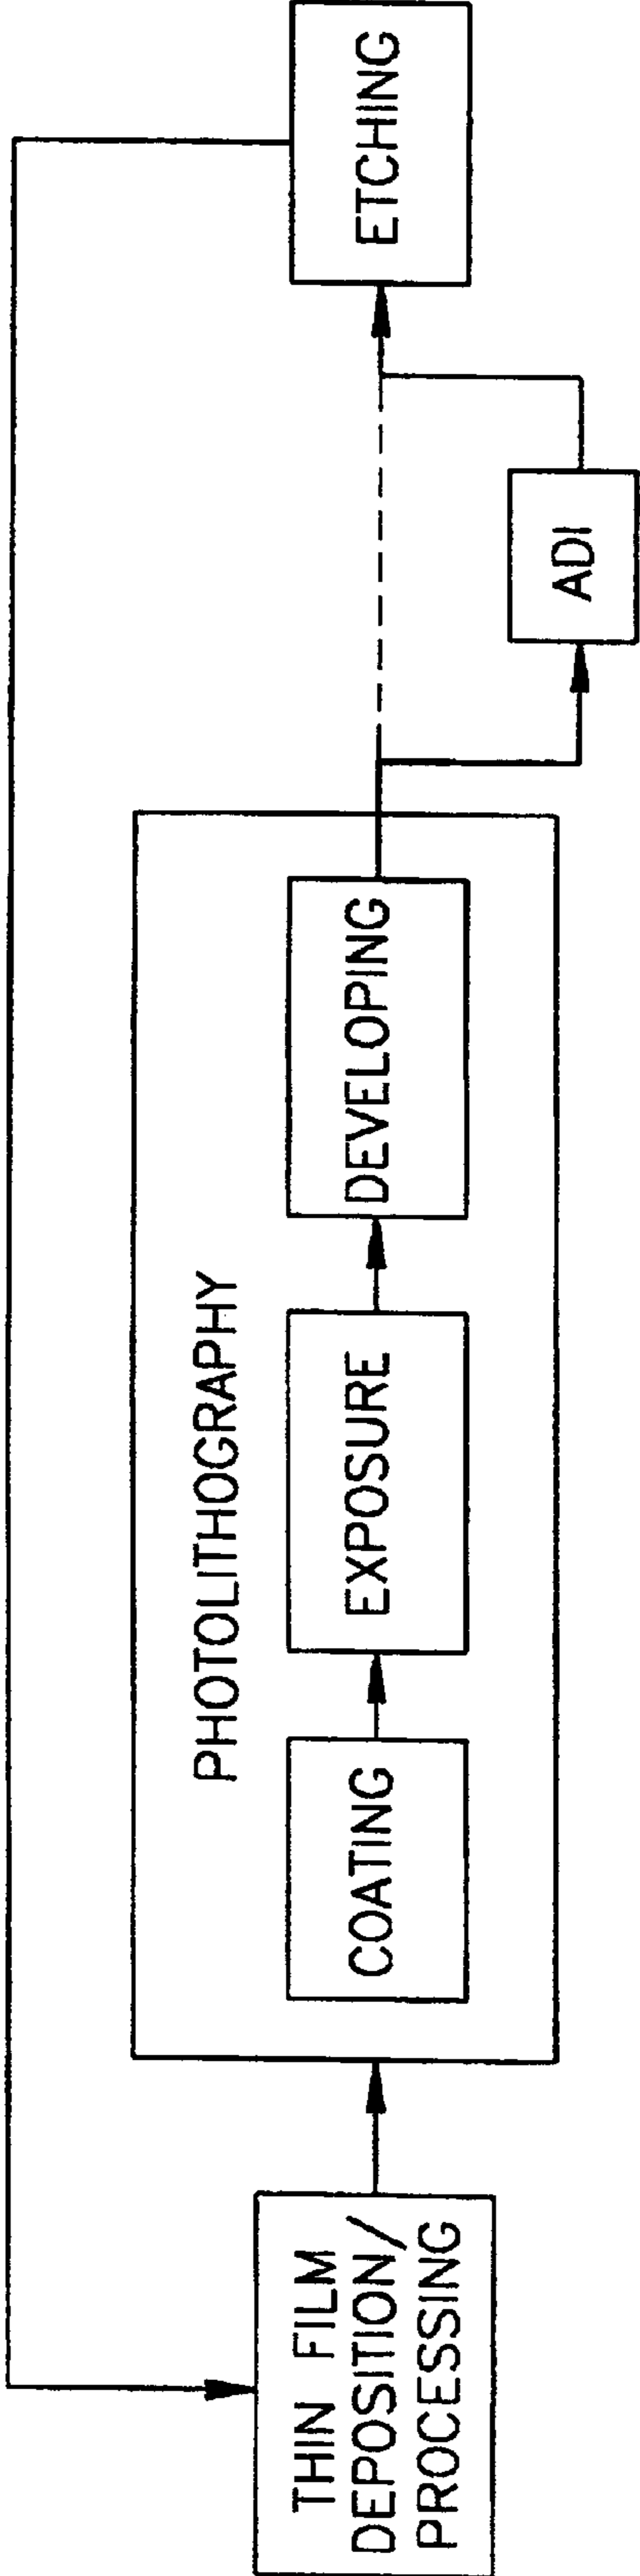 THIN FILM
DEPOSITION/
PROCESSING
PHOTOLITHOGRAPHY
COATING
EXPOSURE
DEVELOPING
ADI
ETCHING